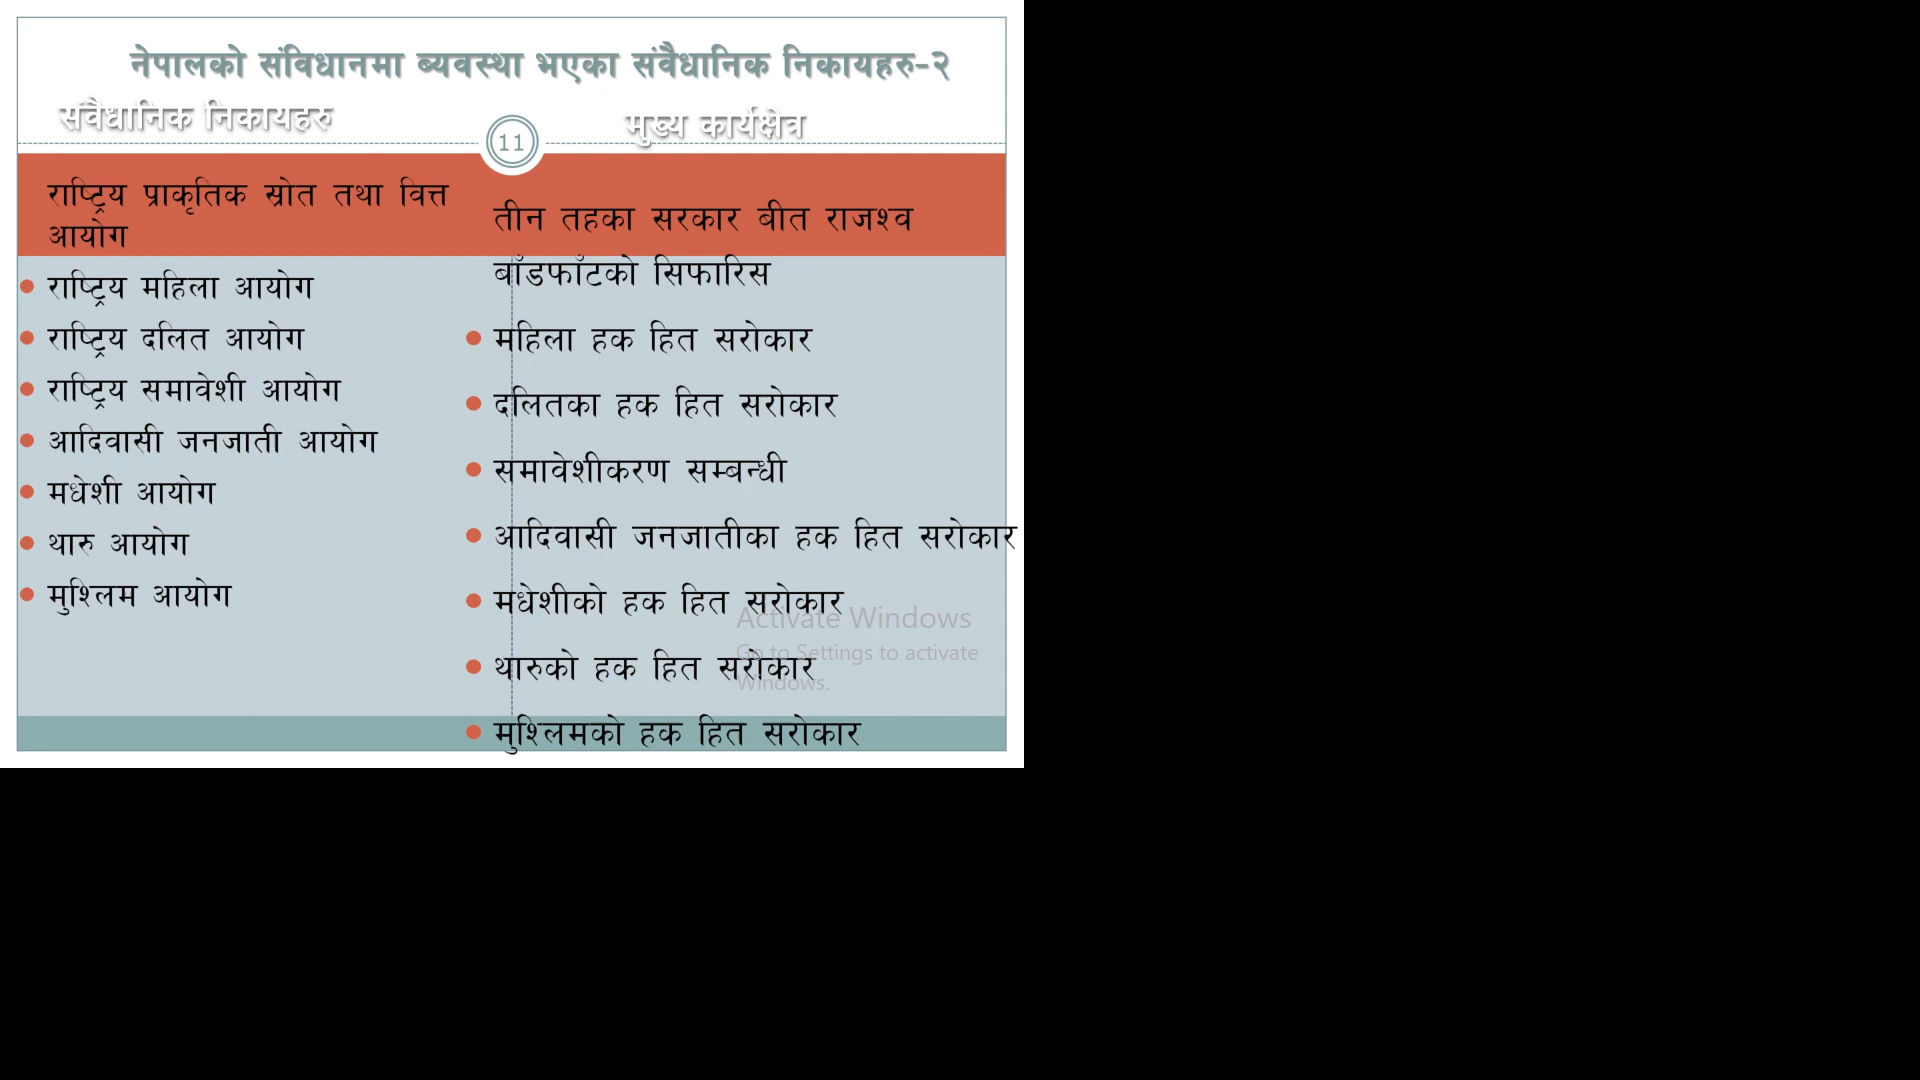 नेपालको संविधानमा ब्यवस्था भएका संवैधानिक निकायहरु-२
संवैधानिक निकायहरु
मुख्य कार्यक्षेत्र
11
राष्ट्रिय प्राकृतिक स्रोत तथा वित्त
आयोग
राष्ट्रिय महिला आयोग
राष्ट्रिय दलित आयोग
राष्ट्रिय समावेशी आयोग
आदिवासी जनजाती आयोग
मधेशी आयोग
थारु आयोग
मुश्लिम आयोग
तीन तहका सरकार बीत राजश्व
बाँडफाँटको सिफारिस
महिला हक हित सरोकार
दलितका हक हित सरोकार
समावेशीकरण सम्बन्धी
आदिवासी जनजातीका हक हित सरोकार
मधेशीको हक हित सरोकार
थारुको हक हित सरोकार
मुश्लिमको हक हित सरोकार
Activate Windows
Go to Settings to activate
Windows.